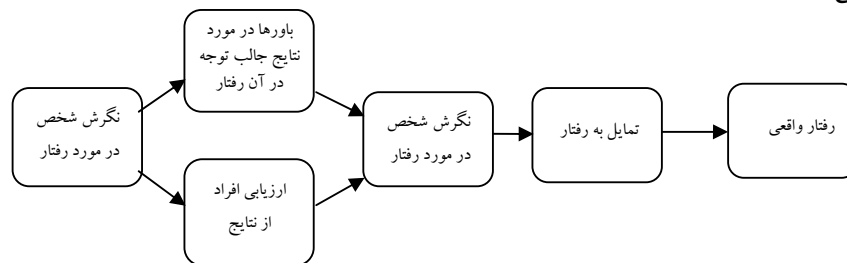 نگرش شخص
در مورد رفتار
باورها در مورد
نتایج جالب توجه
در آن رفتار
ارزیابی افراد
از نتایج
نگرش شخص
در مورد رفتار
تمایل به رفتار
رفتار واقعی